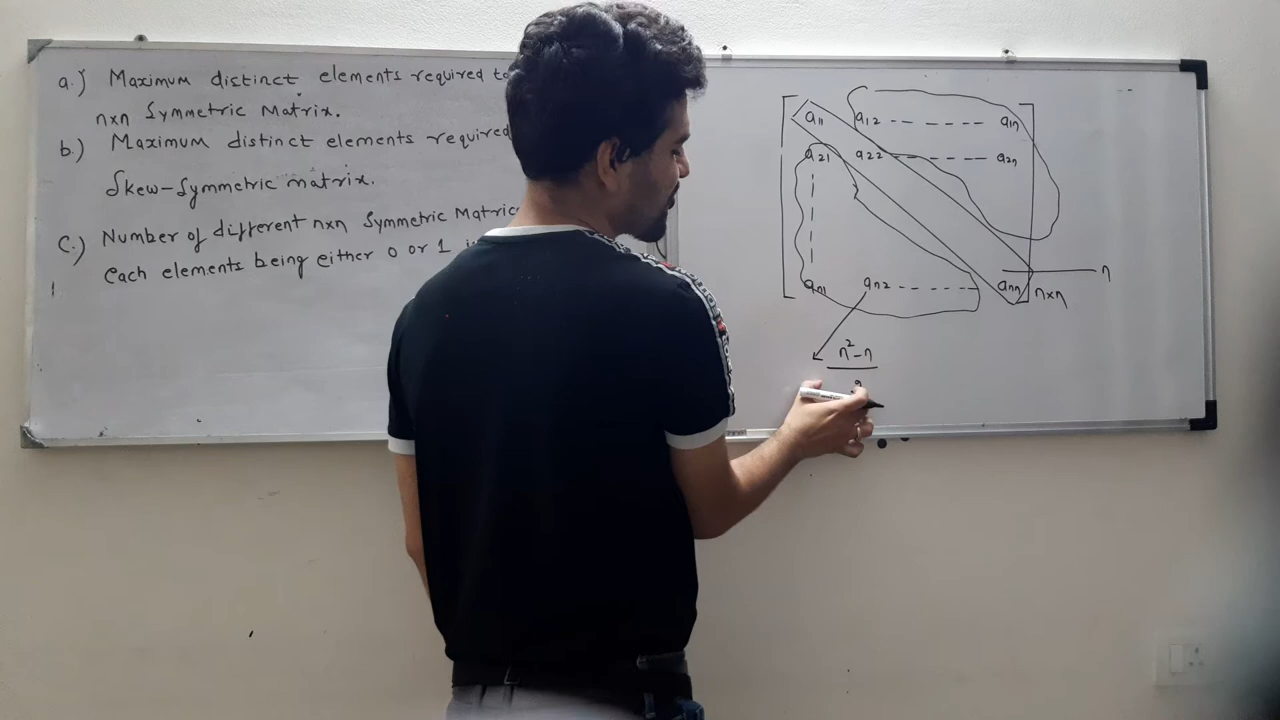 a.) Maximum distinct elements required to
nxn Symmetric Matrix.
b.) Maximum distinct elements required
Skew-Symmetric matrix.
C.) Number of different nxn Symmetric Matric
each elements being either 0 or 1
a11 a12 - - - - - - a1n
a21 a22 - - - - - a2n
an1 an2 - - - - - - ann
nxn
n
n² - n
2